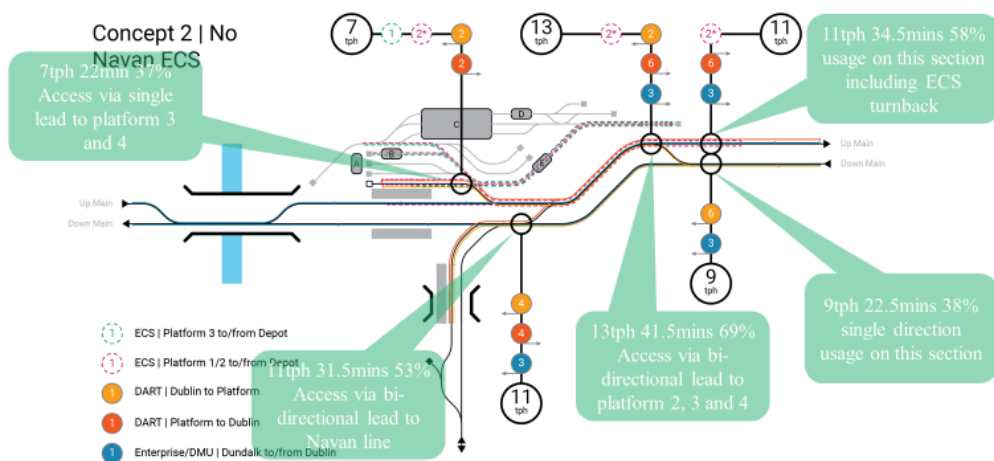 Concept 2 | No
Navan ECS
7tph 22min 37%
Access via single
lead to platform 3
and 4
7
tph
1
2*
2
2
13
tph
2*
2
6
3
2*
6
3
11
tph
11tph 34.5mins 58%
usage on this section
including ECS
turnback
A
B
C
D
E
Up Main
Down Main
Up Main
Down Main
6
3
9
tph
4
4
3
11
tph
1 ECS | Platform 3 to/from Depot
1 ECS | Platform 1/2 to/from Depot
1 DART | Dublin to Platform
1 DART | Platform to Dublin
1 Enterprise/DMU | Dundalk to/from Dublin
11tph 31.5mins 53%
Access via bi-
directional lead to
Navan line
13tph 41.5mins 69%
Access via bi-
directional lead to
platform 2, 3 and 4
9tph 22.5mins 38%
single direction
usage on this section